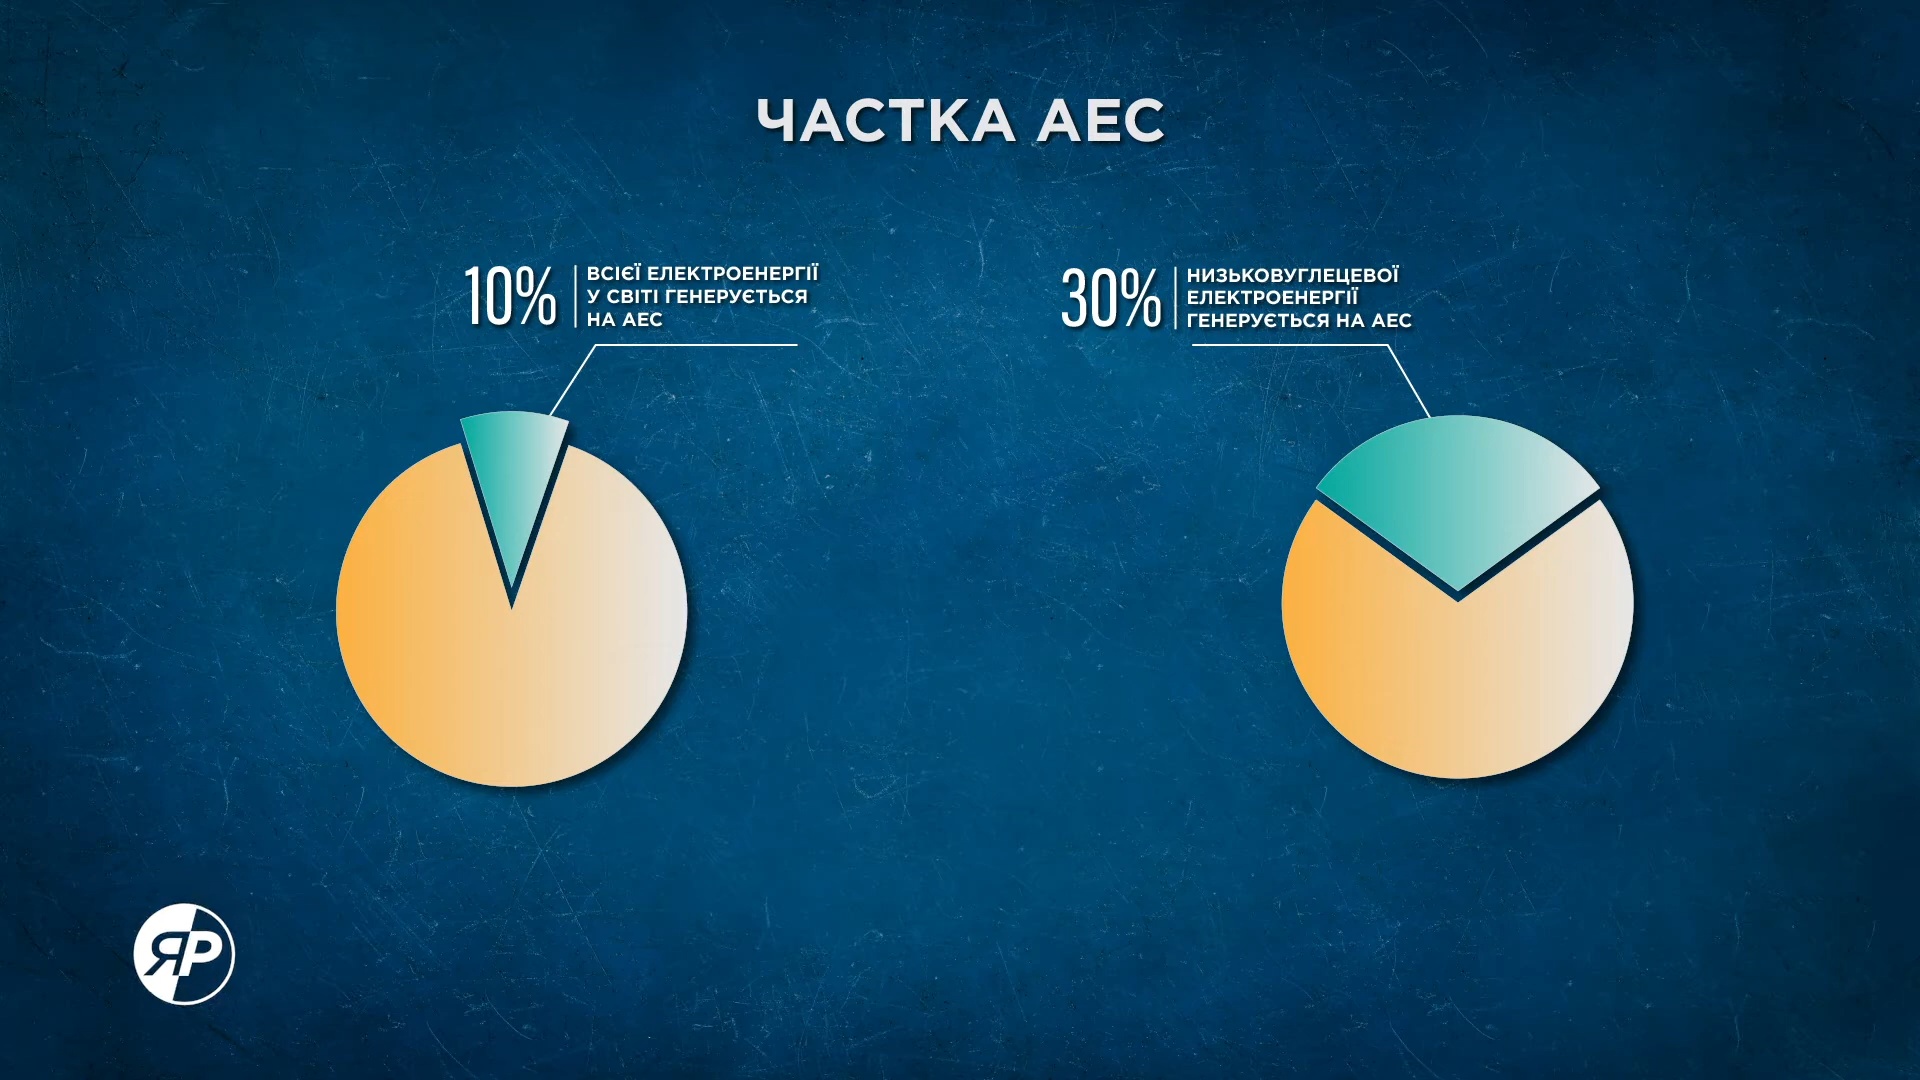 ЧАСТКА АЕС
10%
ВСІЄЇ ЕЛЕКТРОЕНЕРГІЇ
У СВІТІ ГЕНЕРУЄТЬСЯ
НА АЕС
30%
НИЗЬКОВУГЛЕЦЕВОЇ
ЕЛЕКТРОЕНЕРГІЇ
ГЕНЕРУЄТЬСЯ НА АЕС
ЯР